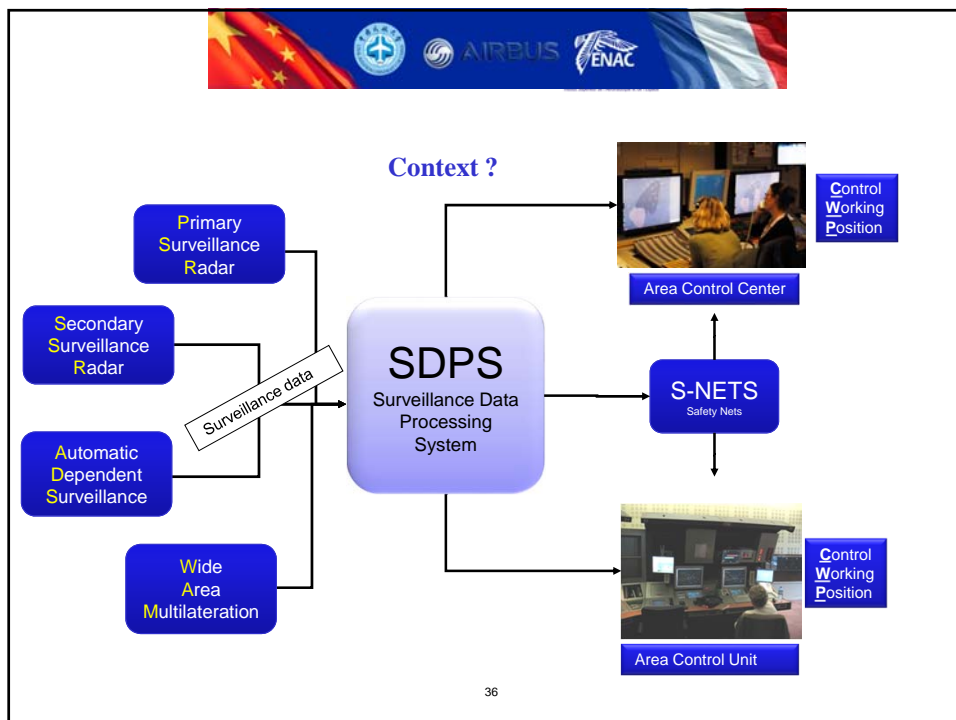 AIRBUS
ENAC
Context ?
Primary
Surveillance
Radar
Secondary
Surveillance
Radar
Automatic
Dependent
Surveillance
Wide
Area
Multilateration
Surveillance data
SDPS
Surveillance Data
Processing
System
Control
Working
Position
Area Control Center
S-NETS
Safety Nets
Control
Working
Position
Area Control Unit
36